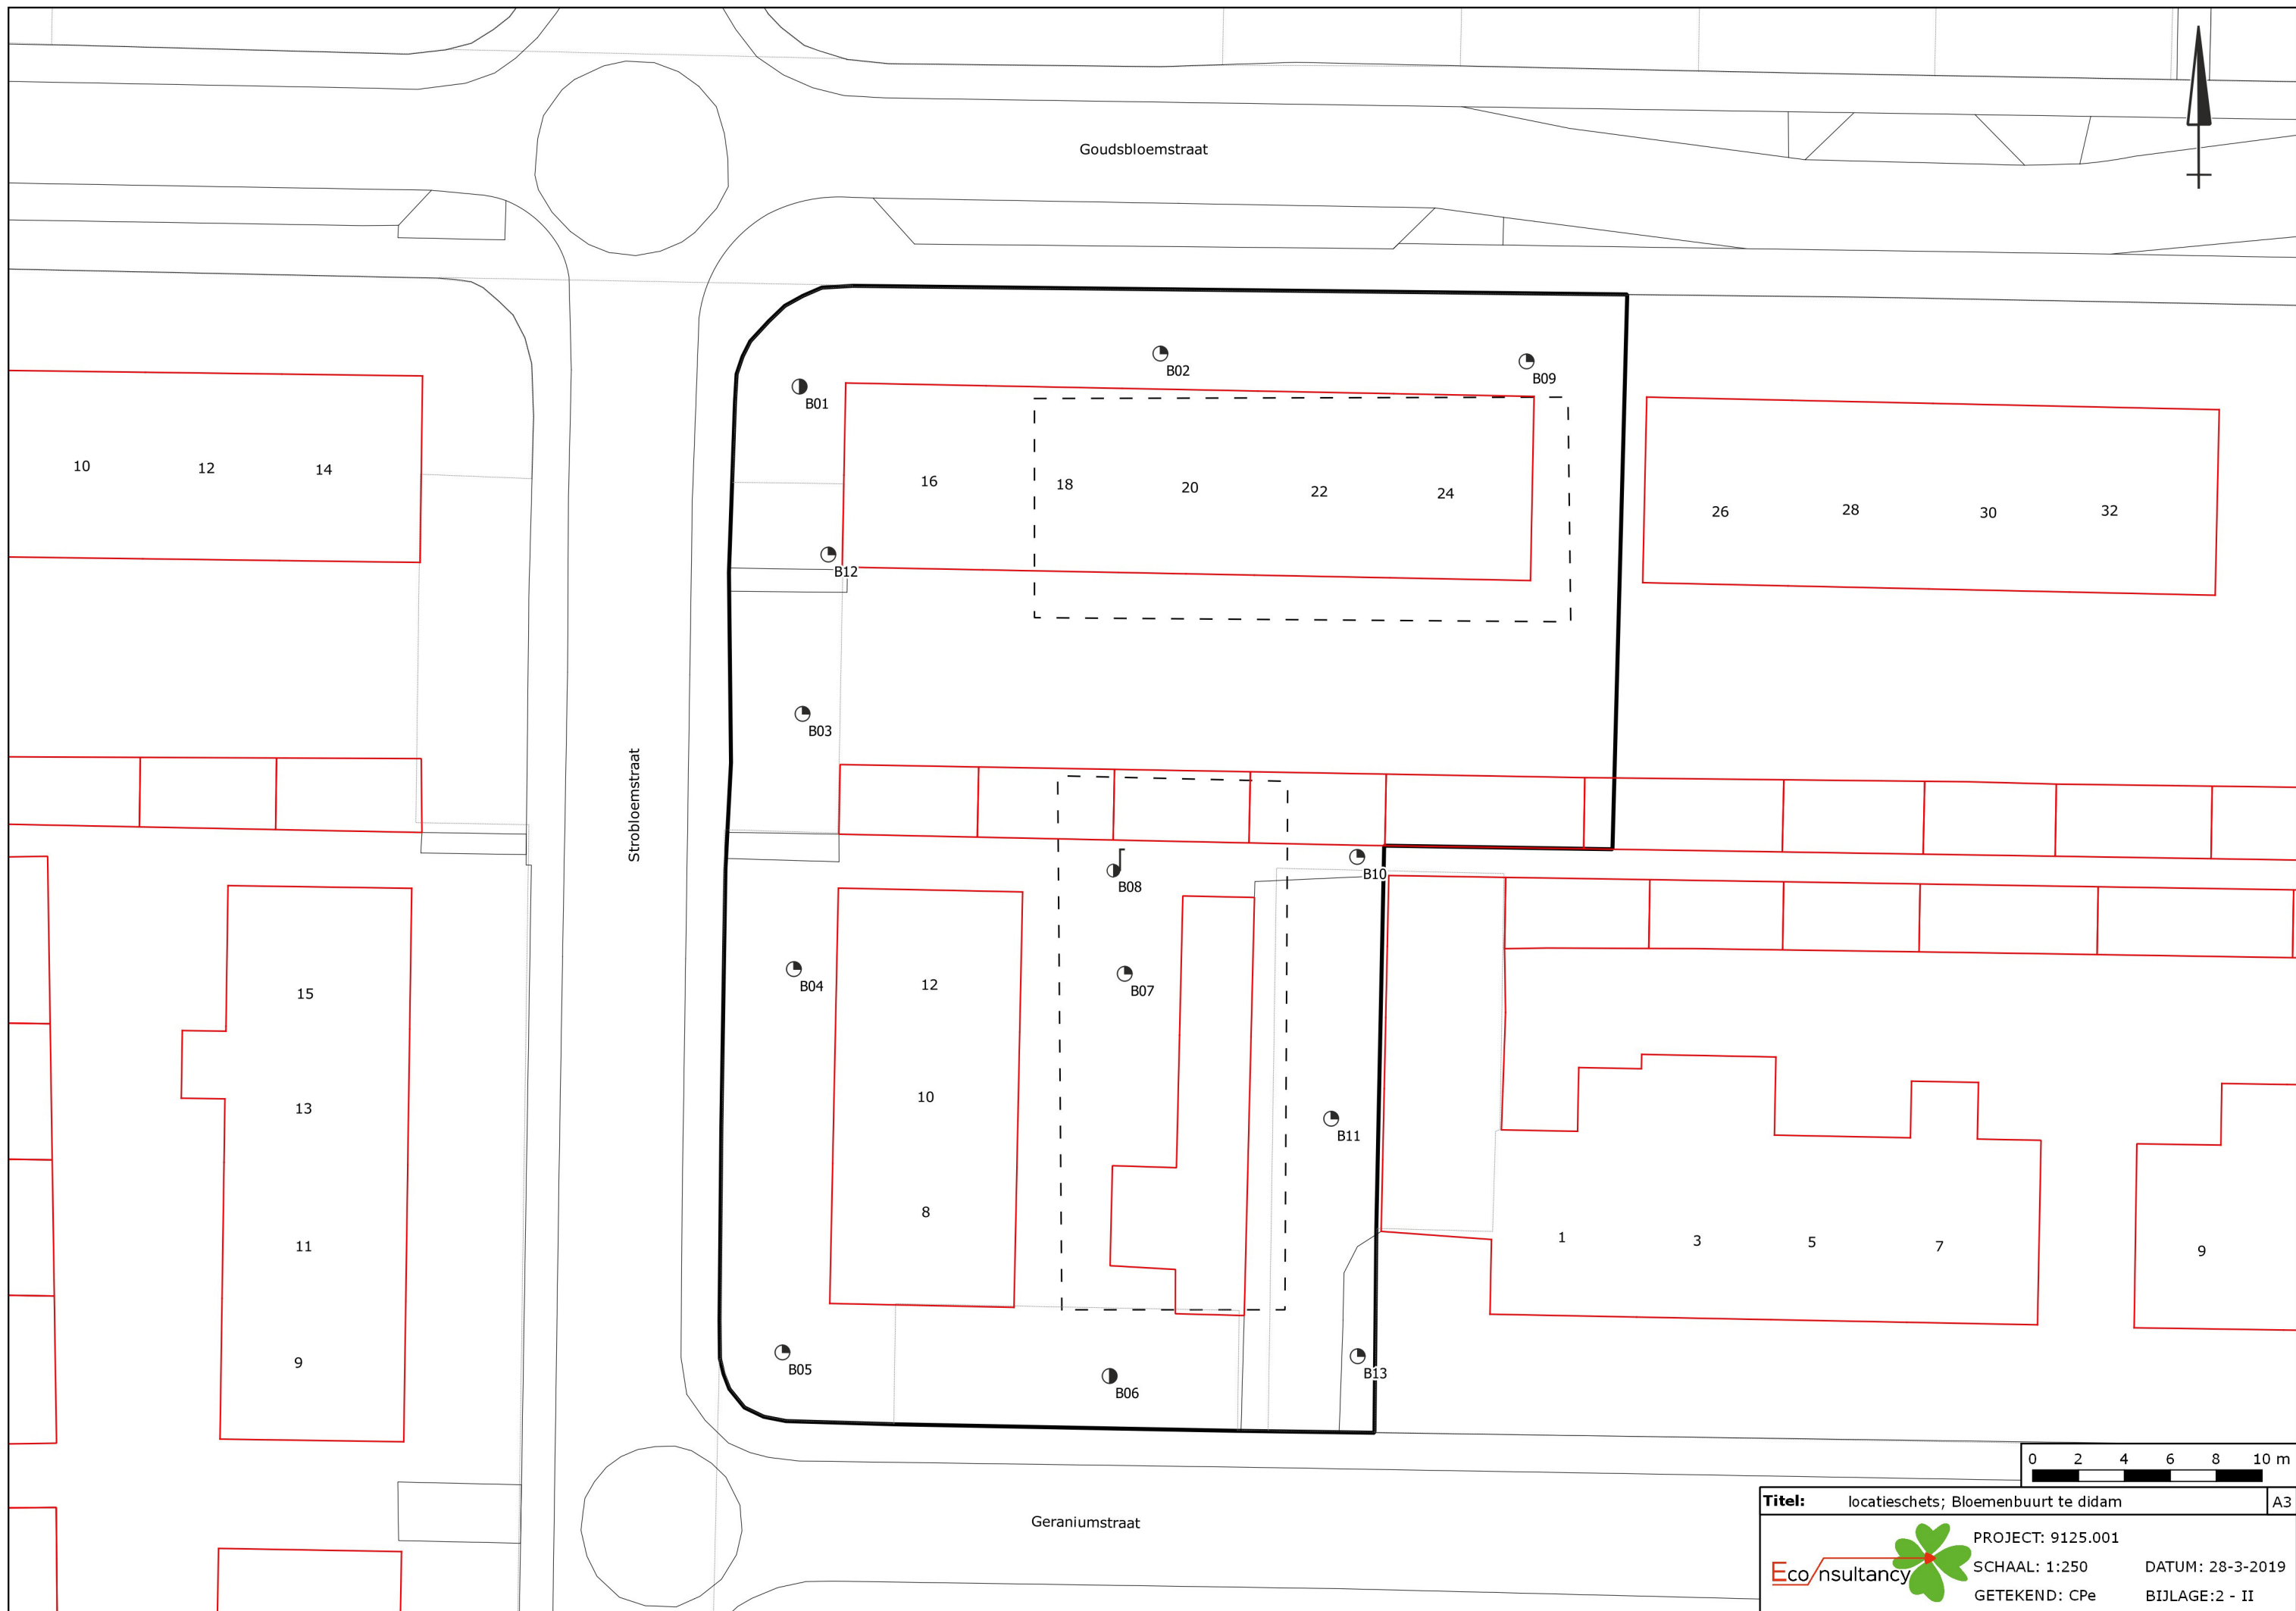 Goudsbloemstraat
B02
B09
B01
10 12 14
16 18 20 22 24
26 28 30 32
B12
B03
Strobloemstraat
B10
B08
B04
12
B07
15
10
B11
13
8
11
1 3 5 7
9
9
B05
B06
B13
Geraniumstraat
0 2 4 6 8 10 m
Titel: locatieschets; Bloemenbuurt te didam A3
Econsultancy
PROJECT: 9125.001
SCHAAL: 1:250 DATUM: 28-3-2019
GETEKEND: CPe BIJLAGE:2 - II